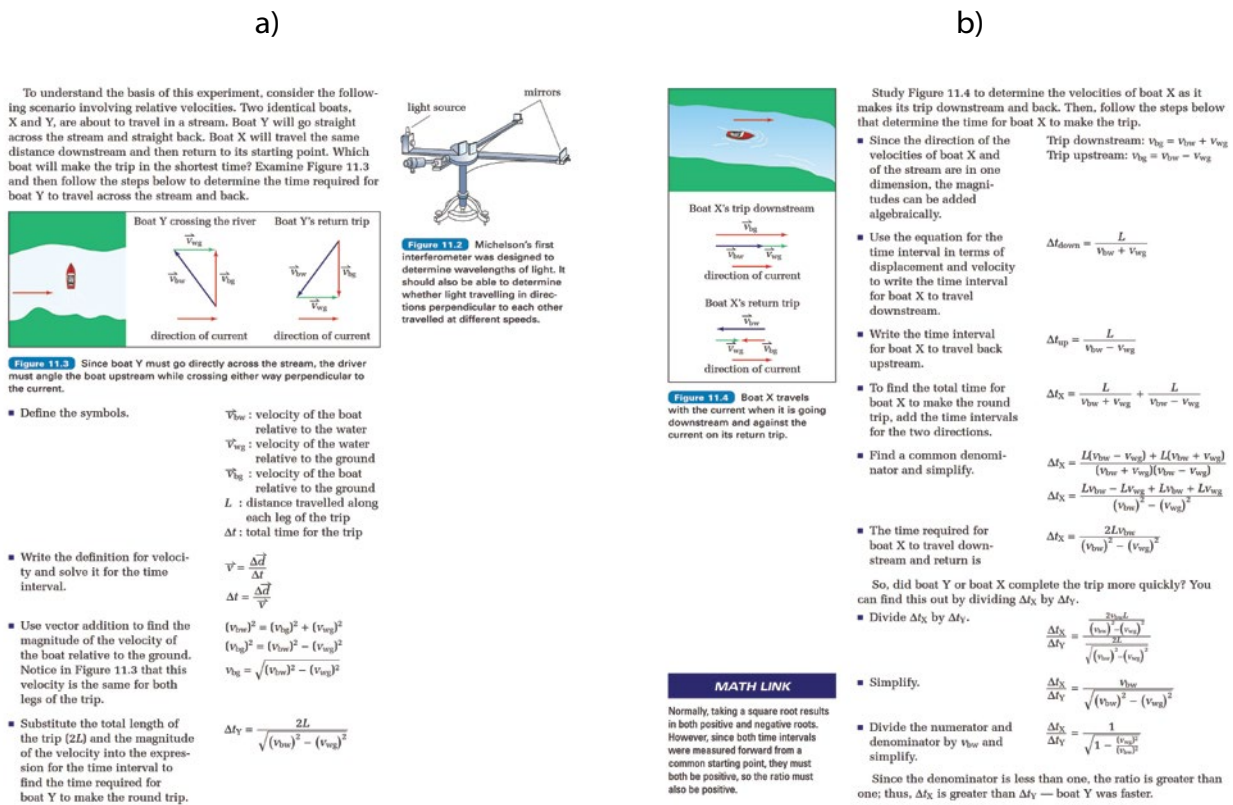 a)
To understand the basis of this experiment, consider the follow-
ing scenario involving relative velocities. Two identical boats,
X and Y, are about to travel in a stream. Boat Y will go straight
across the stream and straight back. Boat X will travel the same
distance downstream and then return to its starting point. Which
boat will make the trip in the shortest time? Examine Figure 11.3
and then follow the steps below to determine the time required for
boat Y to travel across the stream and back.
light source
mirrors
Figure 11.2 Michelson's first
interferometer was designed to
determine wavelengths of light. It
should also be able to determine
whether light travelling in direc-
tions perpendicular to each other
travelled at different speeds.
Boat Y crossing the river
v⃗wg
v⃗bw
v⃗bg
direction of current
Boat Y's return trip
v⃗bw
v⃗bg
v⃗wg
direction of current
Figure 11.3 Since boat Y must go directly across the stream, the driver
must angle the boat upstream while crossing either way perpendicular to
the current.
▪ Define the symbols.
v⃗bw : velocity of the boat
relative to the water
v⃗wg : velocity of the water
relative to the ground
v⃗bg : velocity of the boat
relative to the ground
L : distance travelled along
each leg of the trip
Δt : total time for the trip
▪ Write the definition for veloci-
ty and solve it for the time
interval.
v⃗ = Δd⃗/Δt
Δt = Δd⃗/v⃗
▪ Use vector addition to find the
magnitude of the velocity of
the boat relative to the ground.
Notice in Figure 11.3 that this
velocity is the same for both
legs of the trip.
(vbw)² = (vbg)² + (vwg)²
(vbg)² = (vbw)² − (vwg)²
vbg = √((vbw)² − (vwg)²)
▪ Substitute the total length of
the trip (2L) and the magnitude
of the velocity into the expres-
sion for the time interval to
find the time required for
boat Y to make the round trip.
ΔtY = 2L/√((vbw)² − (vwg)²)
b)
Boat X's trip downstream
v⃗bg
v⃗bw v⃗wg
direction of current
Boat X's return trip
v⃗bw
v⃗wg v⃗bg
direction of current
Figure 11.4 Boat X travels
with the current when it is going
downstream and against the
current on its return trip.
Study Figure 11.4 to determine the velocities of boat X as it
makes its trip downstream and back. Then, follow the steps below
that determine the time for boat X to make the trip.
▪ Since the direction of the
velocities of boat X and
of the stream are in one
dimension, the magni-
tudes can be added
algebraically.
Trip downstream: vbg = vbw + vwg
Trip upstream: vbg = vbw − vwg
▪ Use the equation for the
time interval in terms of
displacement and velocity
to write the time interval
for boat X to travel
downstream.
Δtdown = L/(vbw + vwg)
▪ Write the time interval
for boat X to travel back
upstream.
Δtup = L/(vbw − vwg)
▪ To find the total time for
boat X to make the round
trip, add the time intervals
for the two directions.
ΔtX = L/(vbw + vwg) + L/(vbw − vwg)
▪ Find a common denomi-
nator and simplify.
ΔtX = (L(vbw − vwg) + L(vbw + vwg))/((vbw + vwg)(vbw − vwg))
ΔtX = (Lvbw − Lvwg + Lvbw + Lvwg)/((vbw)² − (vwg)²)
▪ The time required for
boat X to travel down-
stream and return is
ΔtX = 2Lvbw/((vbw)² − (vwg)²)
So, did boat Y or boat X complete the trip more quickly? You
can find this out by dividing ΔtX by ΔtY.
▪ Divide ΔtX by ΔtY.
ΔtX/ΔtY = (2vbwL/((vbw)²−(vwg)²))/(2L/√((vbw)²−(vwg)²))
▪ Simplify.
ΔtX/ΔtY = vbw/√((vbw)² − (vwg)²)
▪ Divide the numerator and
denominator by vbw and
simplify.
ΔtX/ΔtY = 1/√(1 − (vwg)²/(vbw)²)
Since the denominator is less than one, the ratio is greater than
one; thus, ΔtX is greater than ΔtY — boat Y was faster.
MATH LINK
Normally, taking a square root results
in both positive and negative roots.
However, since both time intervals
were measured forward from a
common starting point, they must
both be positive, so the ratio must
also be positive.